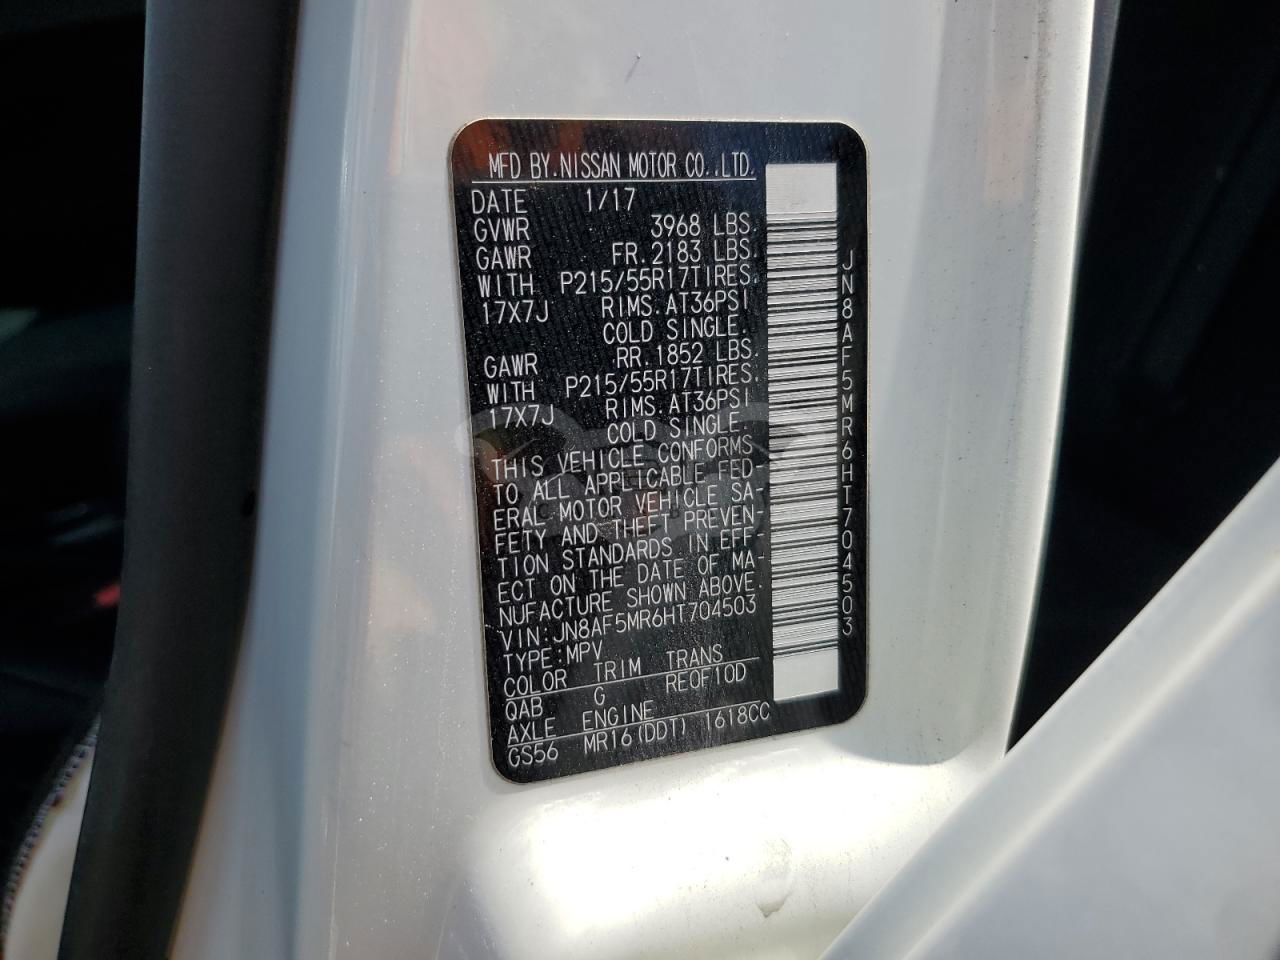 MFD BY.NISSAN MOTOR CO.,LTD.
DATE 1/17
GVWR 3968 LBS.
GAWR FR.2183 LBS.
WITH P215/55R17TIRES.
17X7J RIMS.AT36PSI
COLD SINGLE.
GAWR RR.1852 LBS.
WITH P215/55R17TIRES.
17X7J RIMS.AT36PSI
COLD SINGLE.
THIS VEHICLE CONFORMS
TO ALL APPLICABLE FED-
ERAL MOTOR VEHICLE SA-
FETY AND THEFT PREVEN-
TION STANDARDS IN EFF-
ECT ON THE DATE OF MA-
NUFACTURE SHOWN ABOVE.
VIN:JN8AF5MR6HT704503
TYPE:MPV
COLOR TRIM TRANS
QAB G RE0F10D
AXLE ENGINE
GS56 MR16(DDT) 1618CC
JN8AF5MR6HT704503